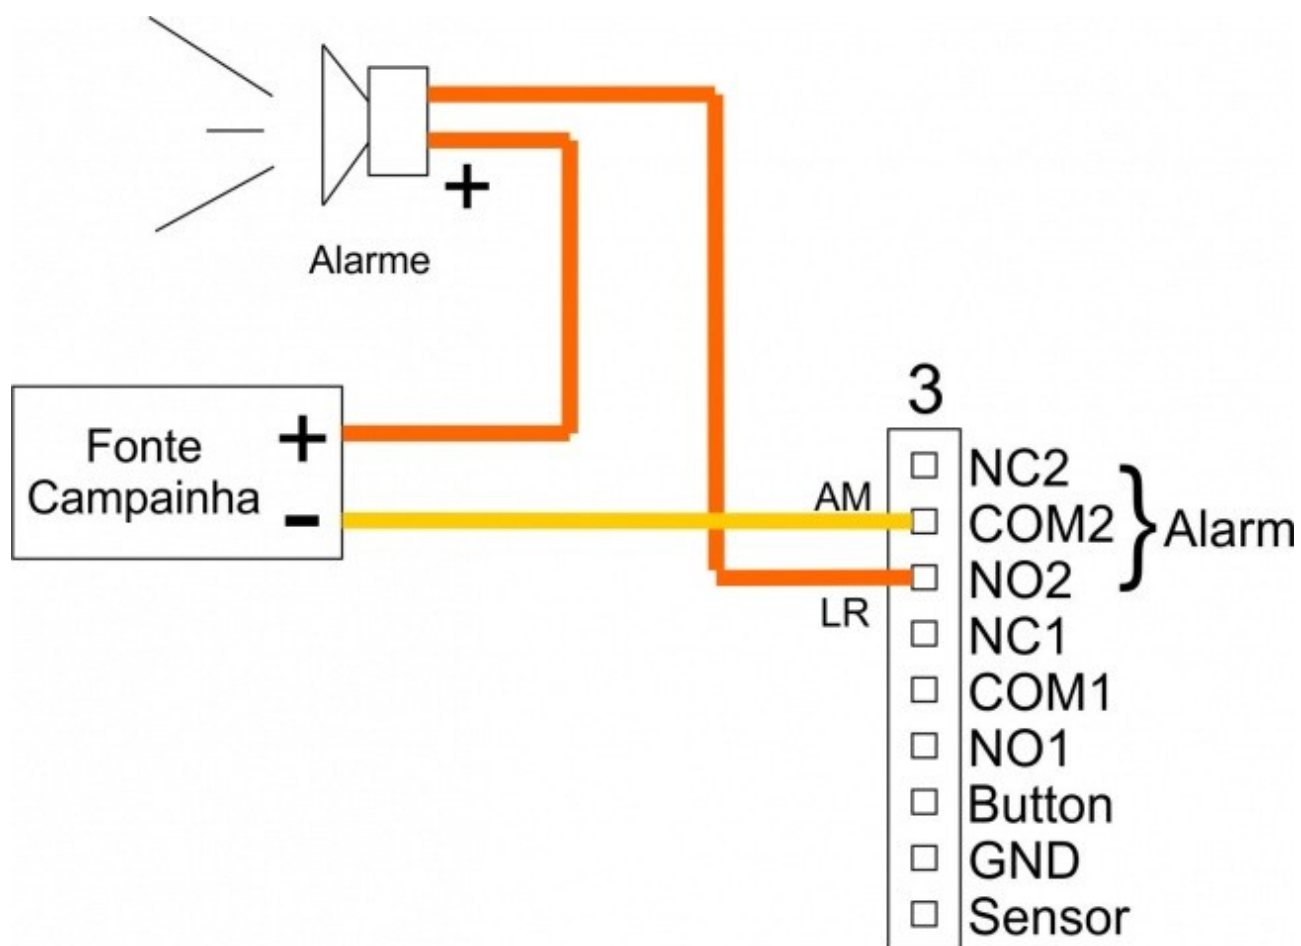 +
Alarme
Fonte
Campainha
+
-
3
AM
LR
NC2
COM2
NO2
Alarm
NC1
COM1
NO1
Button
GND
Sensor